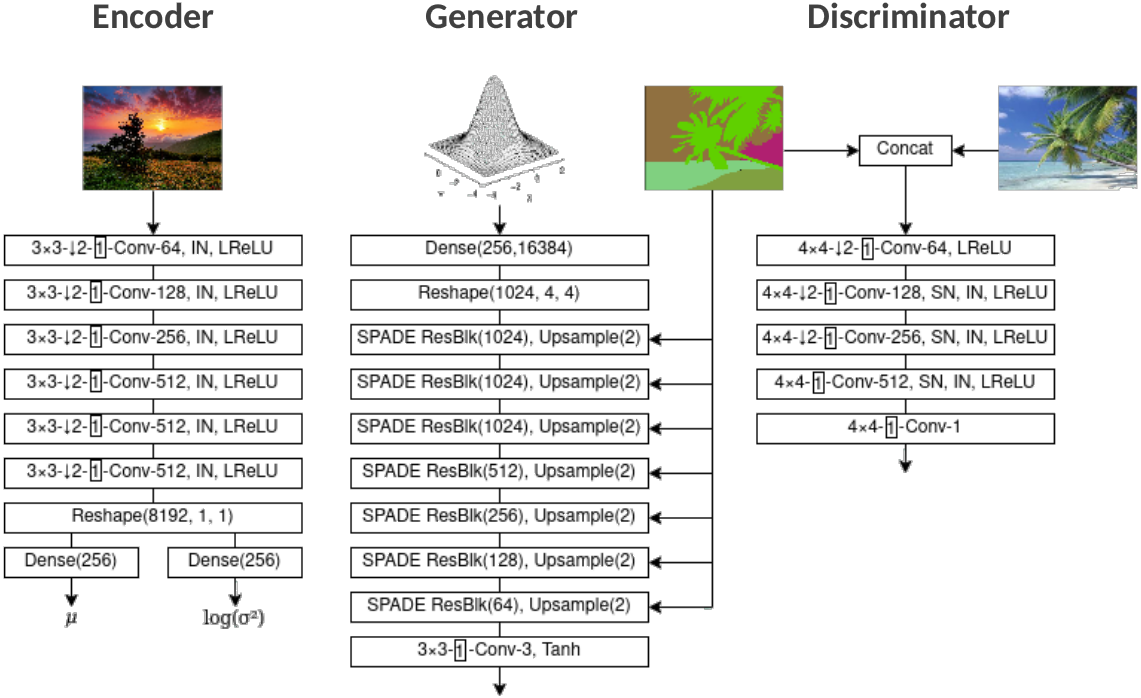 Encoder
3×3-↓2-1-Conv-64, IN, LReLU
3×3-↓2-1-Conv-128, IN, LReLU
3×3-↓2-1-Conv-256, IN, LReLU
3×3-↓2-1-Conv-512, IN, LReLU
3×3-↓2-1-Conv-512, IN, LReLU
3×3-↓2-1-Conv-512, IN, LReLU
Reshape(8192, 1, 1)
Dense(256)
Dense(256)
μ
log(σ²)
Generator
Dense(256,16384)
Reshape(1024, 4, 4)
SPADE ResBlk(1024), Upsample(2)
SPADE ResBlk(1024), Upsample(2)
SPADE ResBlk(1024), Upsample(2)
SPADE ResBlk(512), Upsample(2)
SPADE ResBlk(256), Upsample(2)
SPADE ResBlk(128), Upsample(2)
SPADE ResBlk(64), Upsample(2)
3×3-1-Conv-3, Tanh
Discriminator
Concat
4×4-↓2-1-Conv-64, LReLU
4×4-↓2-1-Conv-128, SN, IN, LReLU
4×4-↓2-1-Conv-256, SN, IN, LReLU
4×4-1-Conv-512, SN, IN, LReLU
4×4-1-Conv-1